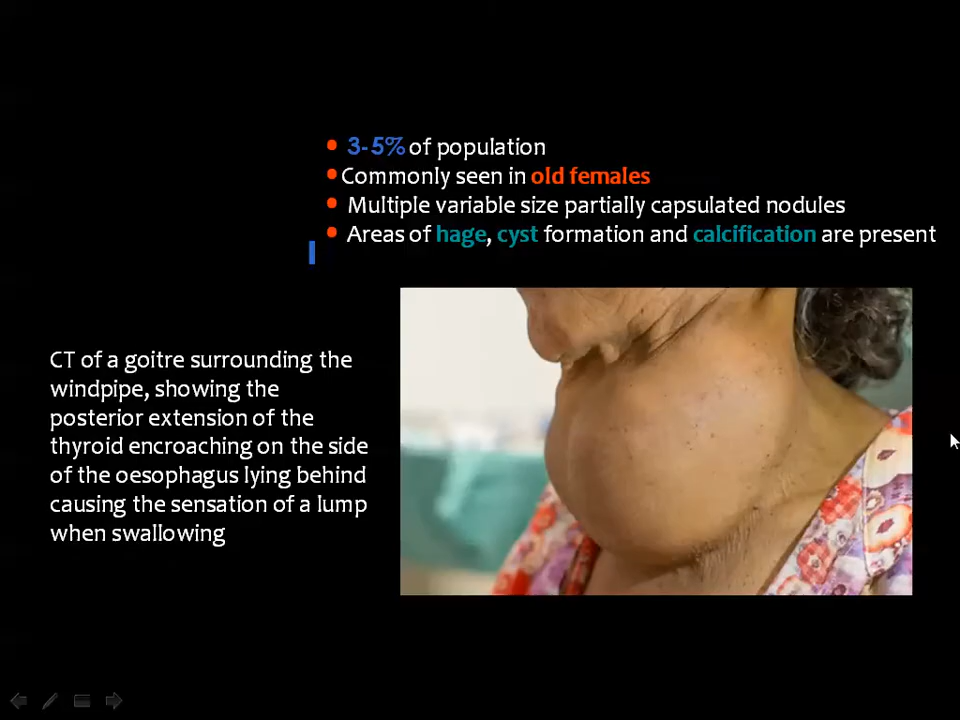 • 3-5% of population
• Commonly seen in old females
• Multiple variable size partially capsulated nodules
• Areas of hage, cyst formation and calcification are present
CT of a goitre surrounding the
windpipe, showing the
posterior extension of the
thyroid encroaching on the side
of the oesophagus lying behind
causing the sensation of a lump
when swallowing